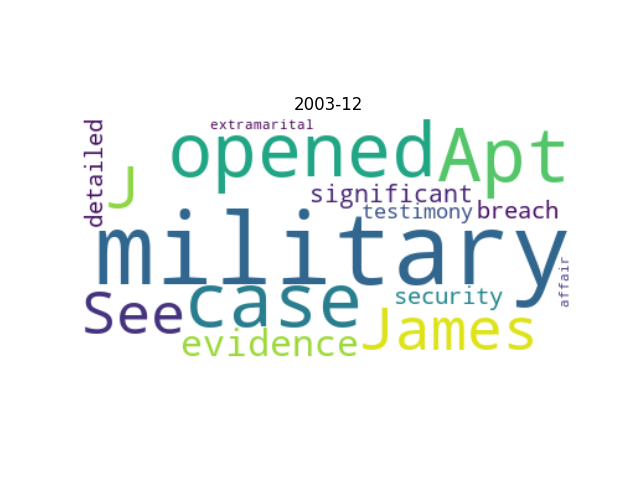 2003-12
extramarital
detailed
opened
Apt
J
significant
testimony
breach
military
affair
See
case
security
James
evidence